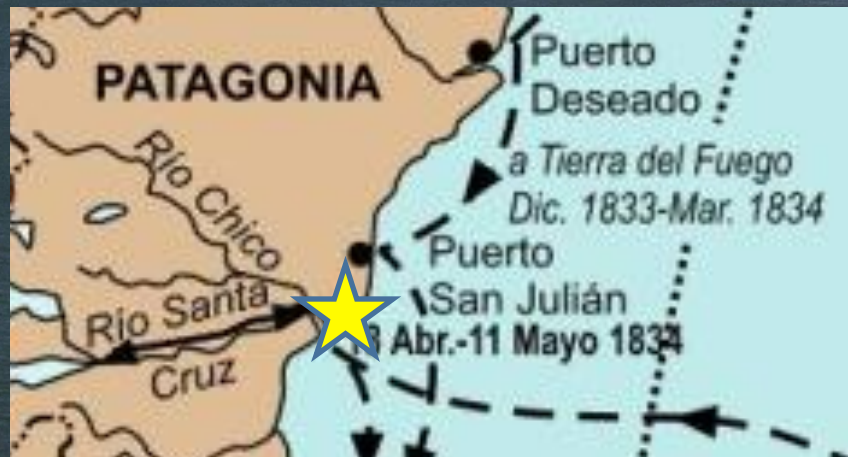 PATAGONIA
Puerto
Deseado
a Tierra del Fuego
Dic. 1833-Mar. 1834
Río Chico
Puerto
San Julián
Abr.-11 Mayo 1834
Río Santa
Cruz